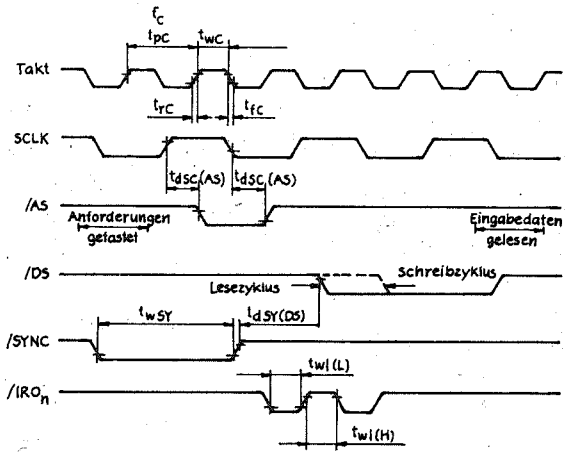 f_C
t_pC t_wC
Takt
t_rC t_fC
SCLK
t_dSC(AS) t_dSC(AS)
/AS
Anforderungen
getastet
Eingabedaten
gelesen
/DS
Lesezyklus
Schreibzyklus
t_wSY t_dSY(DS)
/SYNC
t_wI(L)
/IRO_n
t_wI(H)